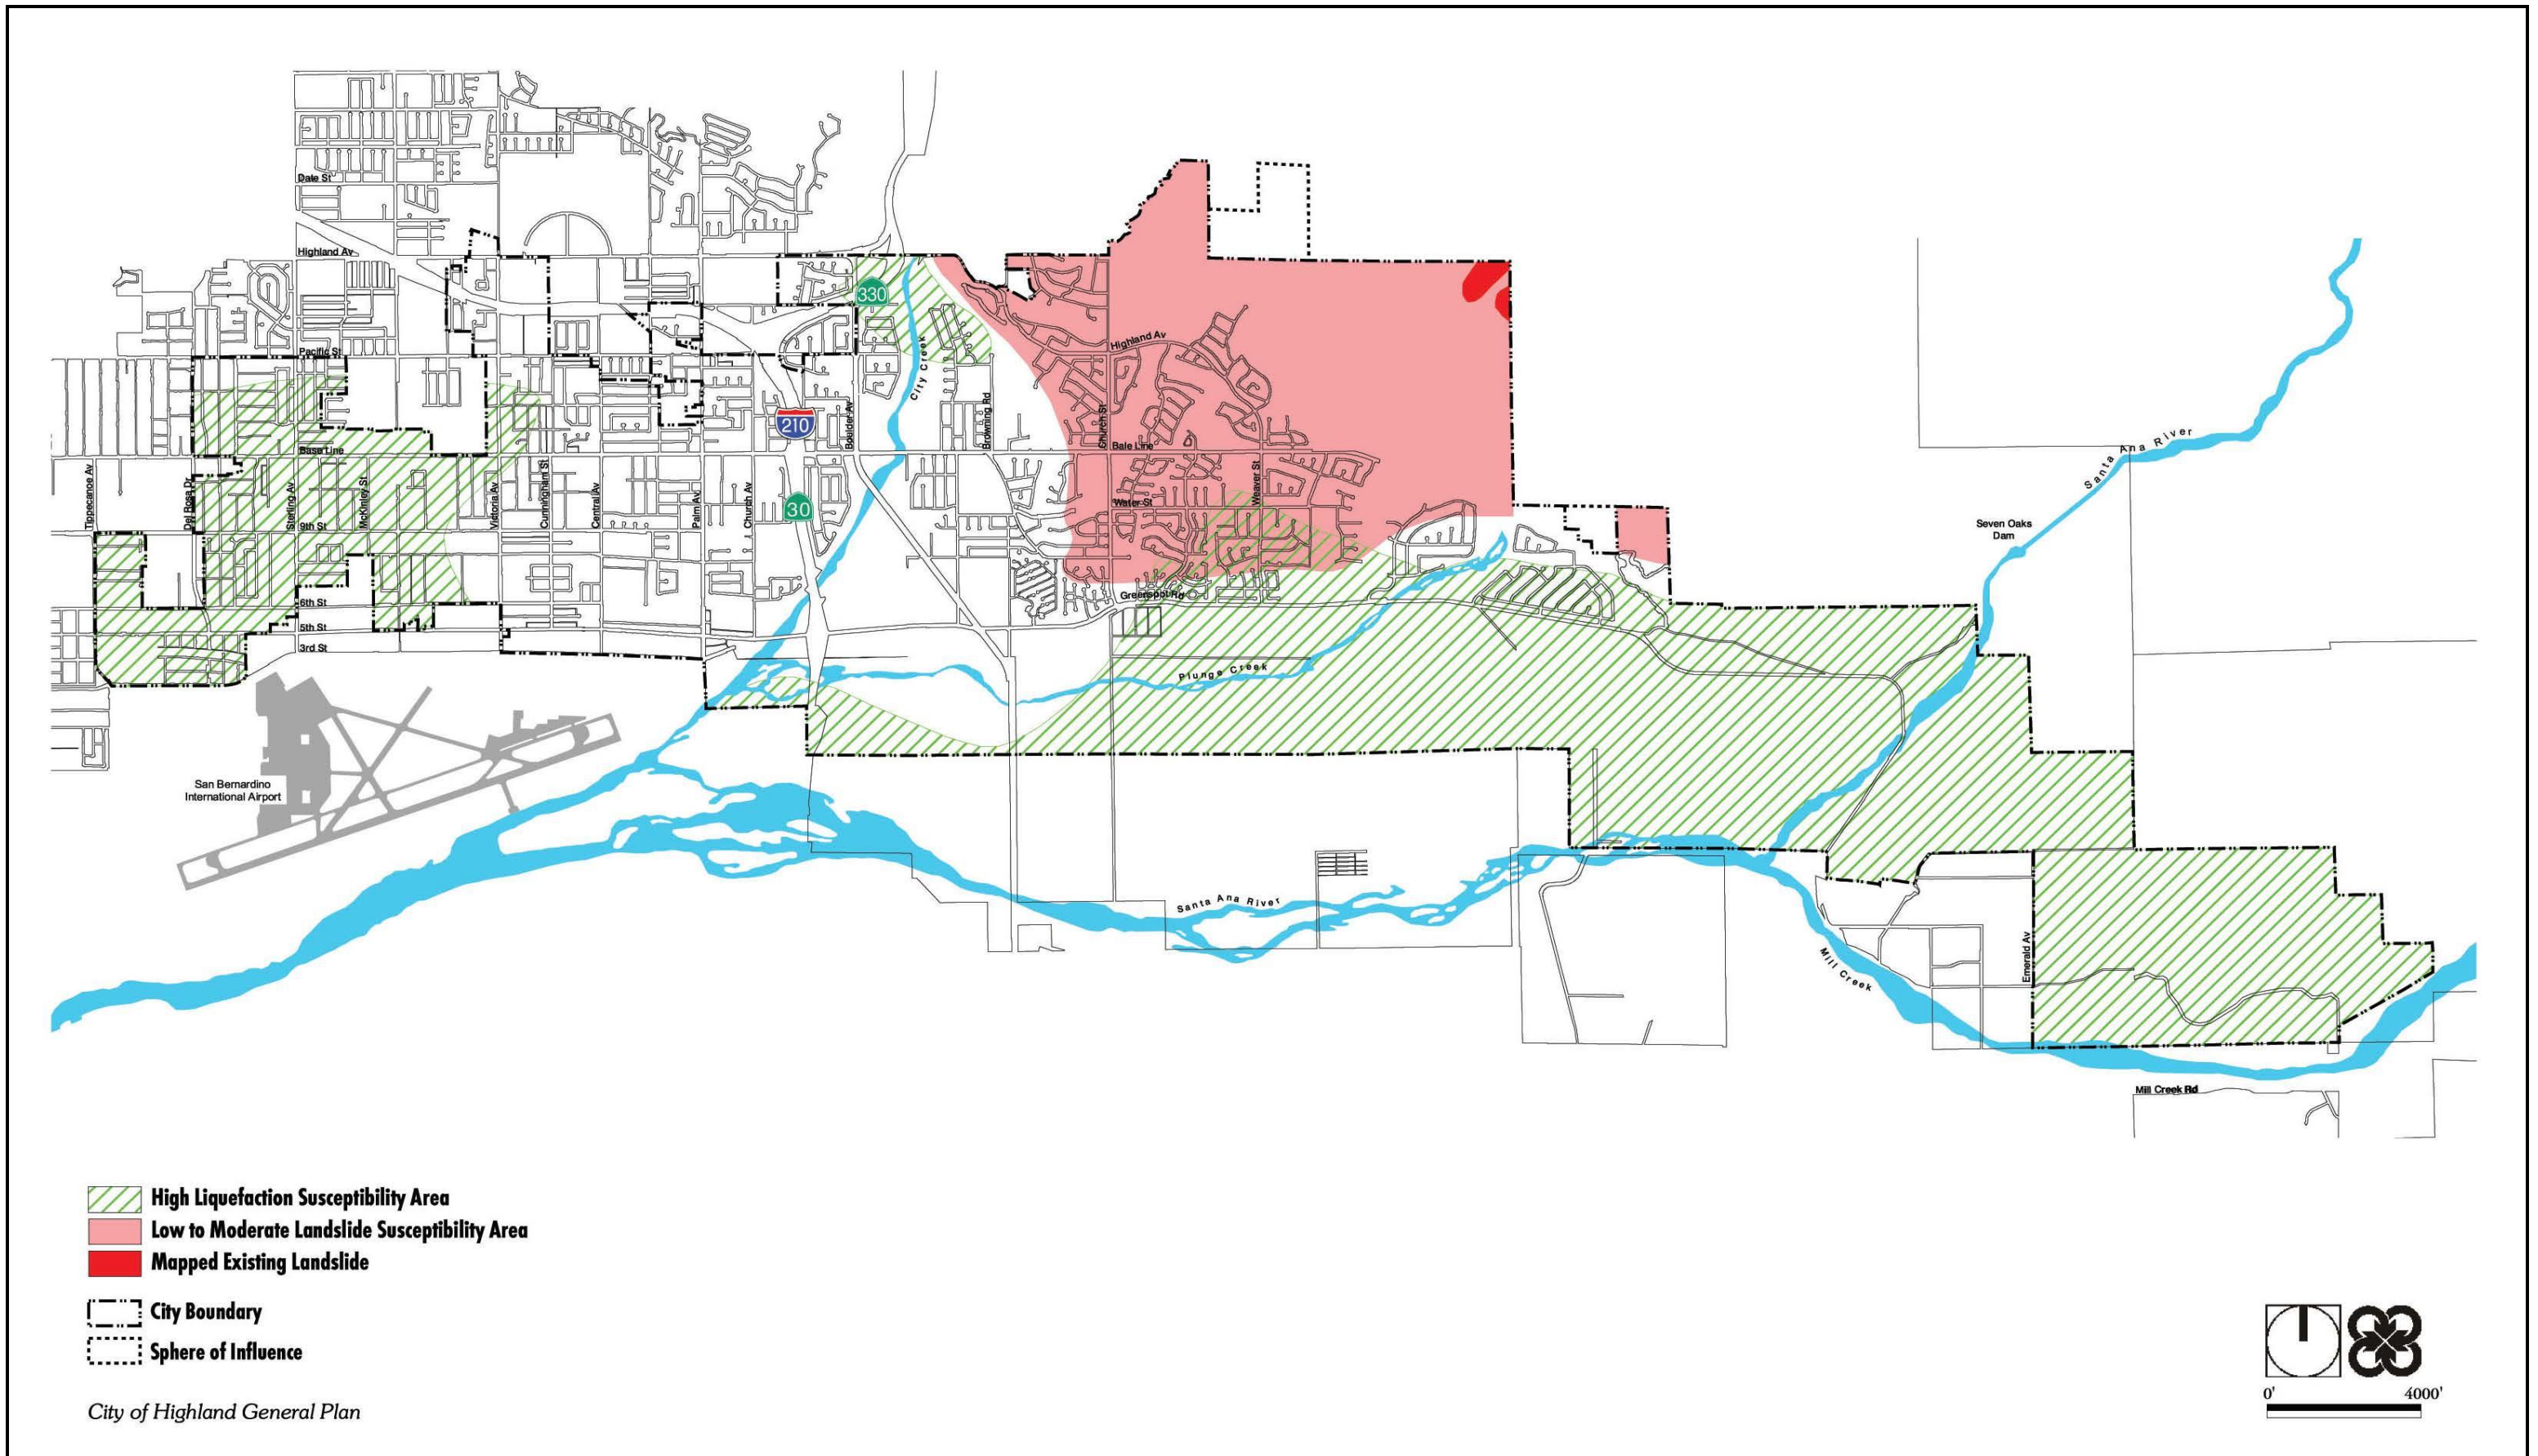 Date St
Highland Av
330
Highland Av
Pacific St
City Creek
210
Boulder Av
Browning Rd
Church St
Base Line
Bale Line
Santa Ana River
Tippecanoe Av
Del Rosa Dr
Sterling Av
McKinley St
Victoria Av
Cunningham St
Central Av
Palm Av
Church Av
30
Weaver St
Water St
9th St
Seven Oaks
Dam
6th St
Greenspot Rd
5th St
3rd St
Plunge Creek
San Bernardino
International Airport
Santa Ana River
Mill Creek
Emerald Av
Mill Creek Rd
High Liquefaction Susceptibility Area
Low to Moderate Landslide Susceptibility Area
Mapped Existing Landslide
City Boundary
Sphere of Influence
City of Highland General Plan
0' 4000'